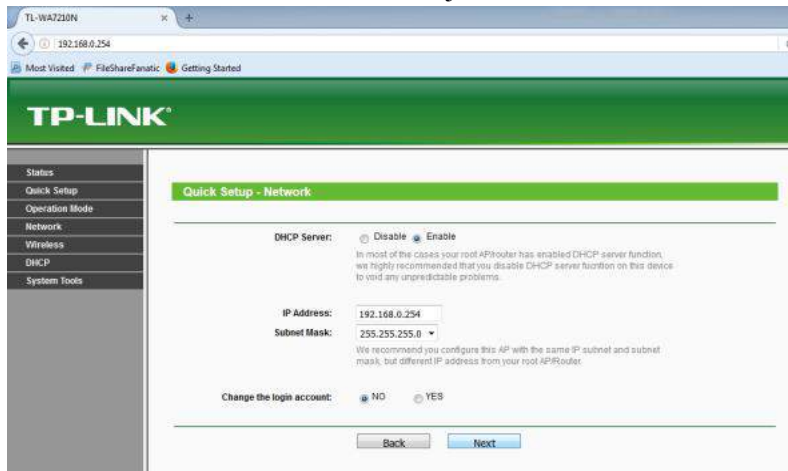 TL-WA7210N
192.168.0.254
Most Visited FileShareFanatic Getting Started
TP-LINK
Status
Quick Setup
Operation Mode
Network
Wireless
DHCP
System Tools
Quick Setup - Network
DHCP Server: Disable Enable
In most of the cases your root AP/router has enabled DHCP server function,
we highly recommended that you disable DHCP server fucntion on this device
to void any unpredictable problems.
IP Address: 192.168.0.254
Subnet Mask: 255.255.255.0
We recommend you configure this AP with the same IP subnet and subnet
mask, but different IP address from your root AP/Router.
Change the login account: NO YES
Back Next